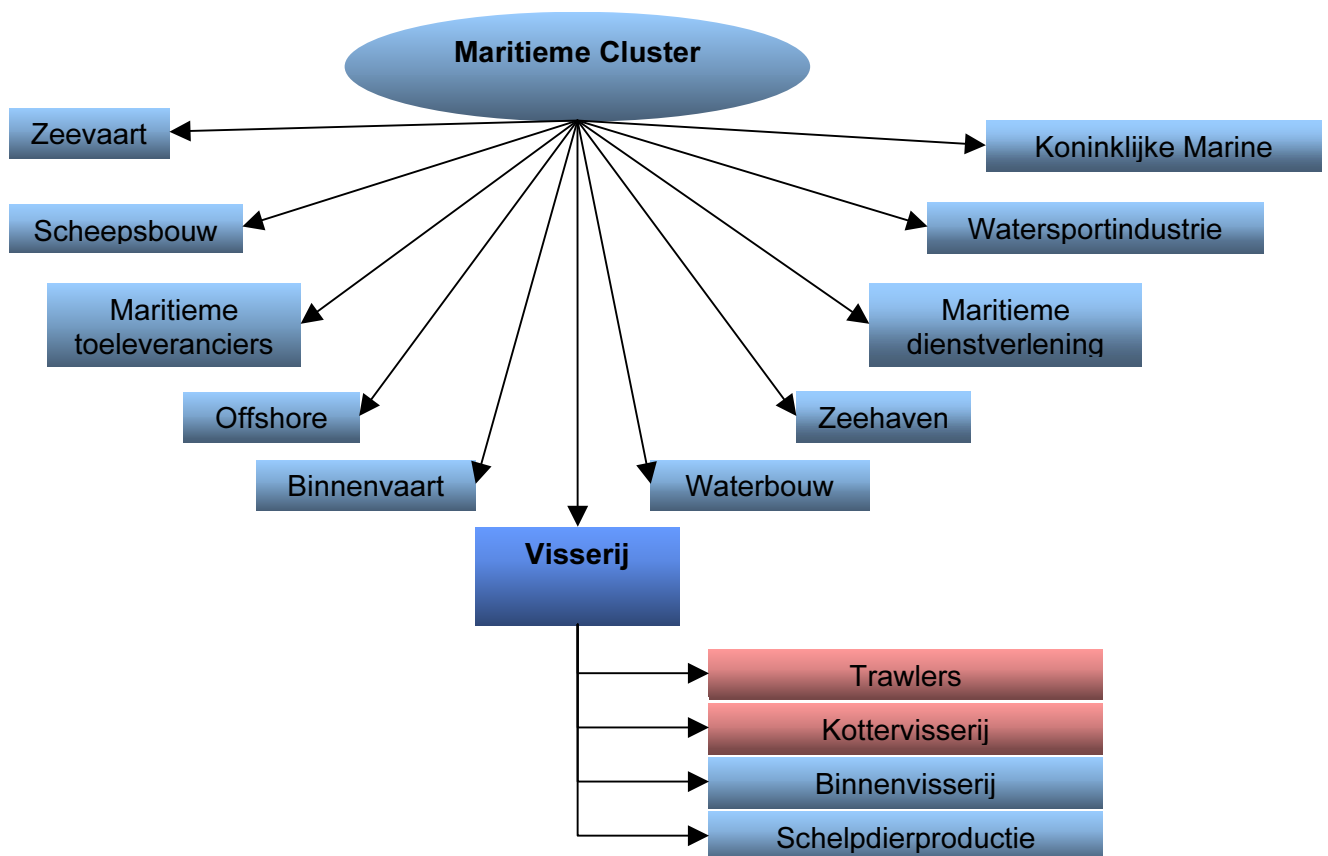 Maritieme Cluster
Zeevaart
Koninklijke Marine
Scheepsbouw
Watersportindustrie
Maritieme
toeleveranciers
Maritieme
dienstverlening
Offshore
Zeehaven
Binnenvaart
Waterbouw
Visserij
Trawlers
Kottervisserij
Binnenvisserij
Schelpdierproductie